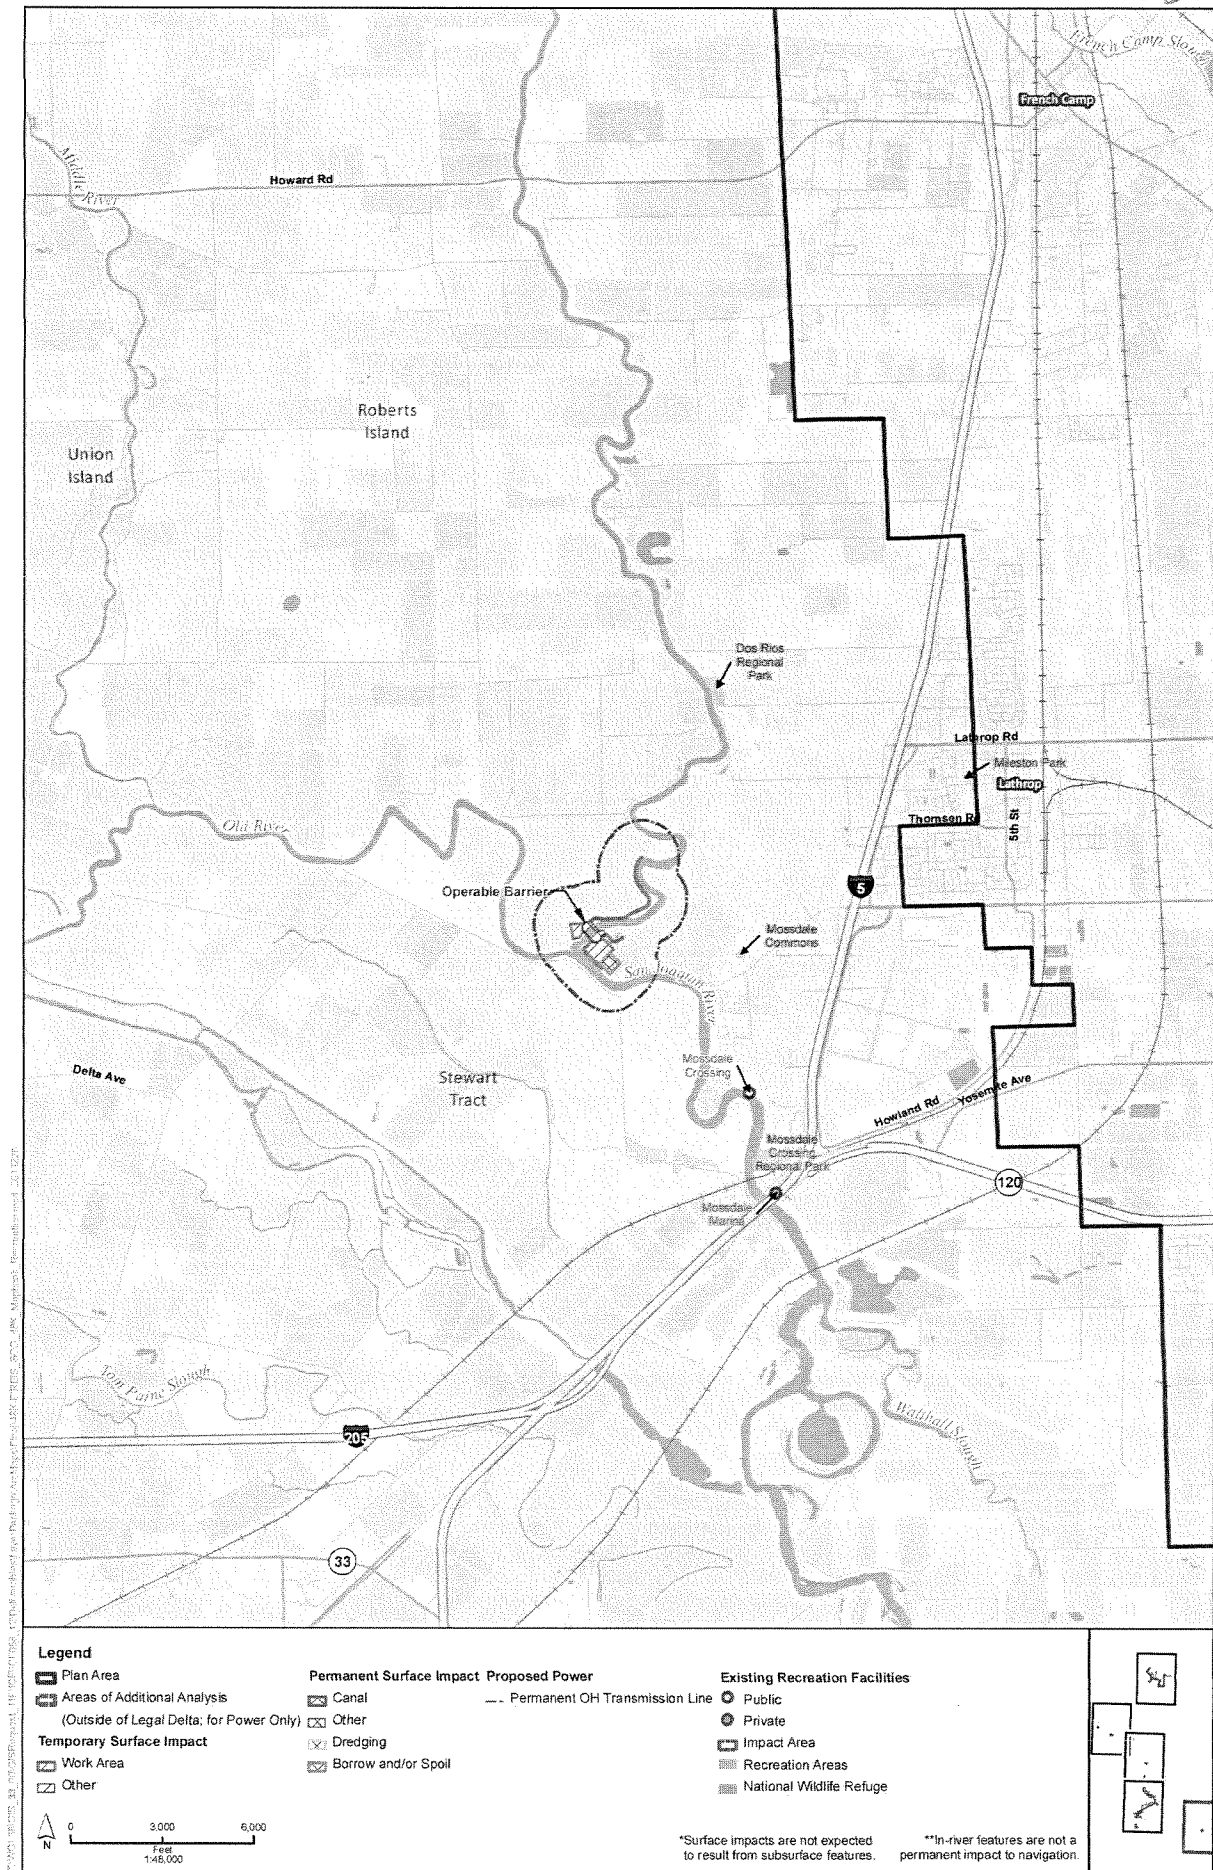 French Camp Slough
French Camp
Middle River
Howard Rd
Roberts
Island
Union
Island
Dos Rios
Regional
Park
Lathrop Rd
Mileston Park
Lathrop
Old River
Thomsen Rd
5th St
Operable Barrier
5
Mossdale
Commons
San Joaquin River
Delta Ave
Stewart
Tract
Mossdale
Crossing
Howland Rd
Yosemite Ave
Mossdale
Crossing
Regional Park
120
Mossdale
Marina
Tom Paine Slough
Walthall Slough
205
33
Legend
Plan Area
Areas of Additional Analysis
(Outside of Legal Delta; for Power Only)
Temporary Surface Impact
Work Area
Other
Permanent Surface Impact
Canal
Other
Dredging
Borrow and/or Spoil
Proposed Power
Permanent OH Transmission Line
Existing Recreation Facilities
Public
Private
Impact Area
Recreation Areas
National Wildlife Refuge
N
0 3,000 6,000
Feet
1:48,000
*Surface impacts are not expected
to result from subsurface features.
**In-river features are not a
permanent impact to navigation.